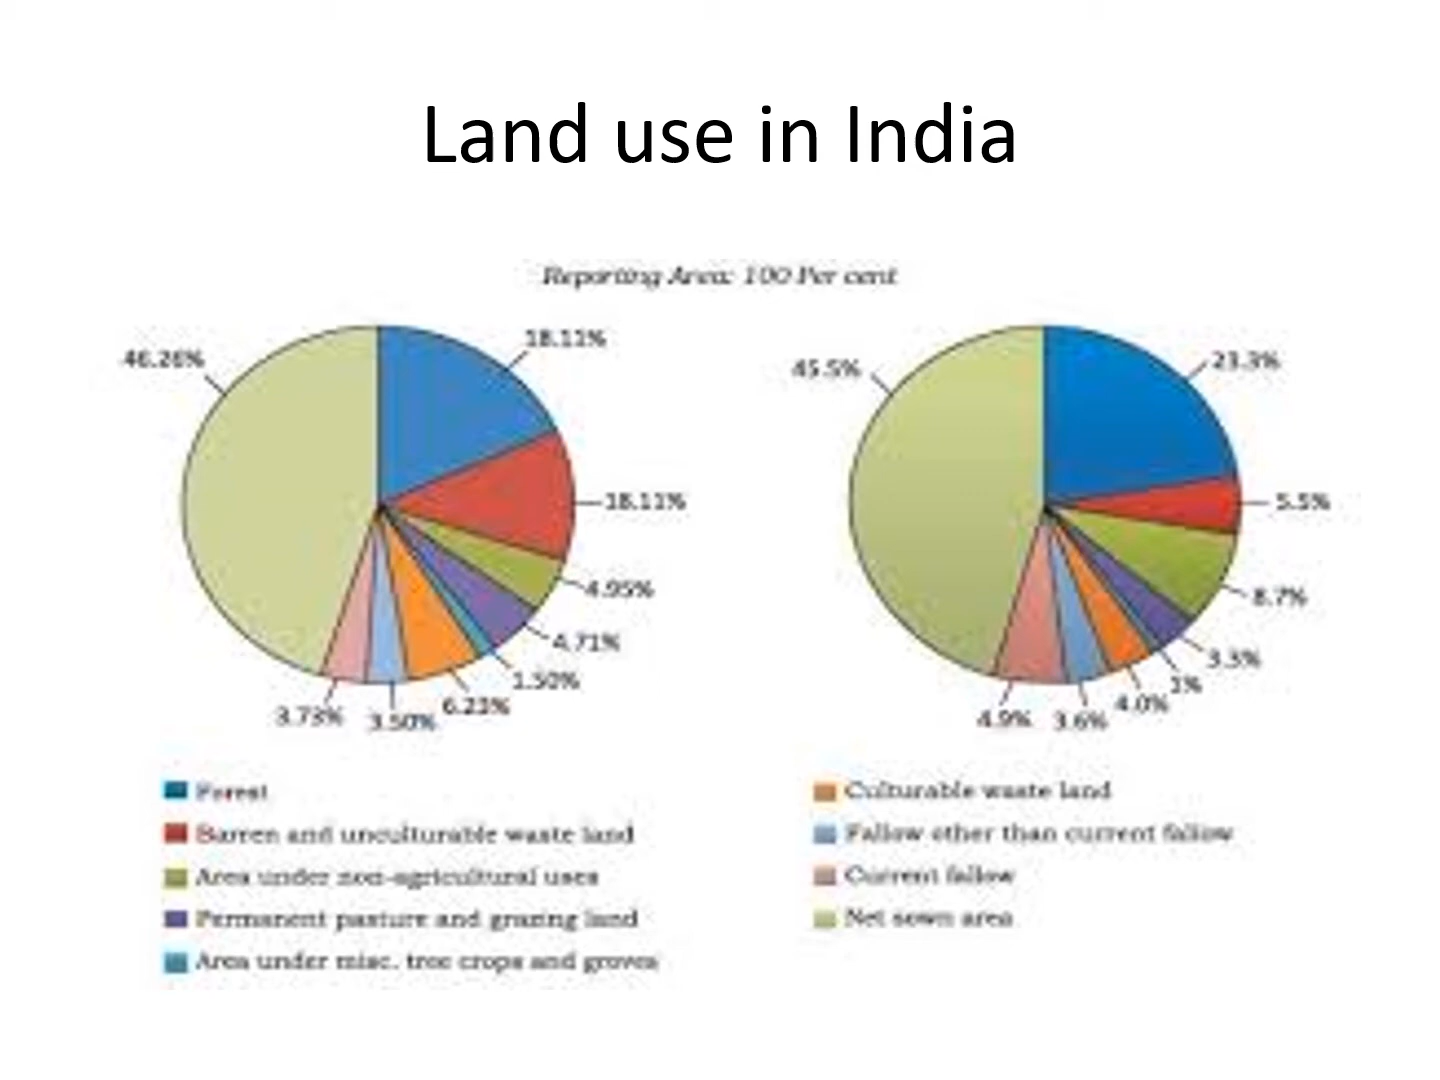 Land use in India
Reporting Area: 100 Per cent
46.26%
18.11%
18.11%
4.95%
4.71%
1.50%
6.23%
3.50%
3.73%
45.5%
23.3%
5.5%
8.7%
3.3%
1%
4.0%
3.6%
4.9%
Forest
Barren and unculturable waste land
Area under non-agricultural uses
Permanent pasture and grazing land
Area under misc. tree crops and groves
Culturable waste land
Fallow other than current fallow
Current fallow
Net sown area